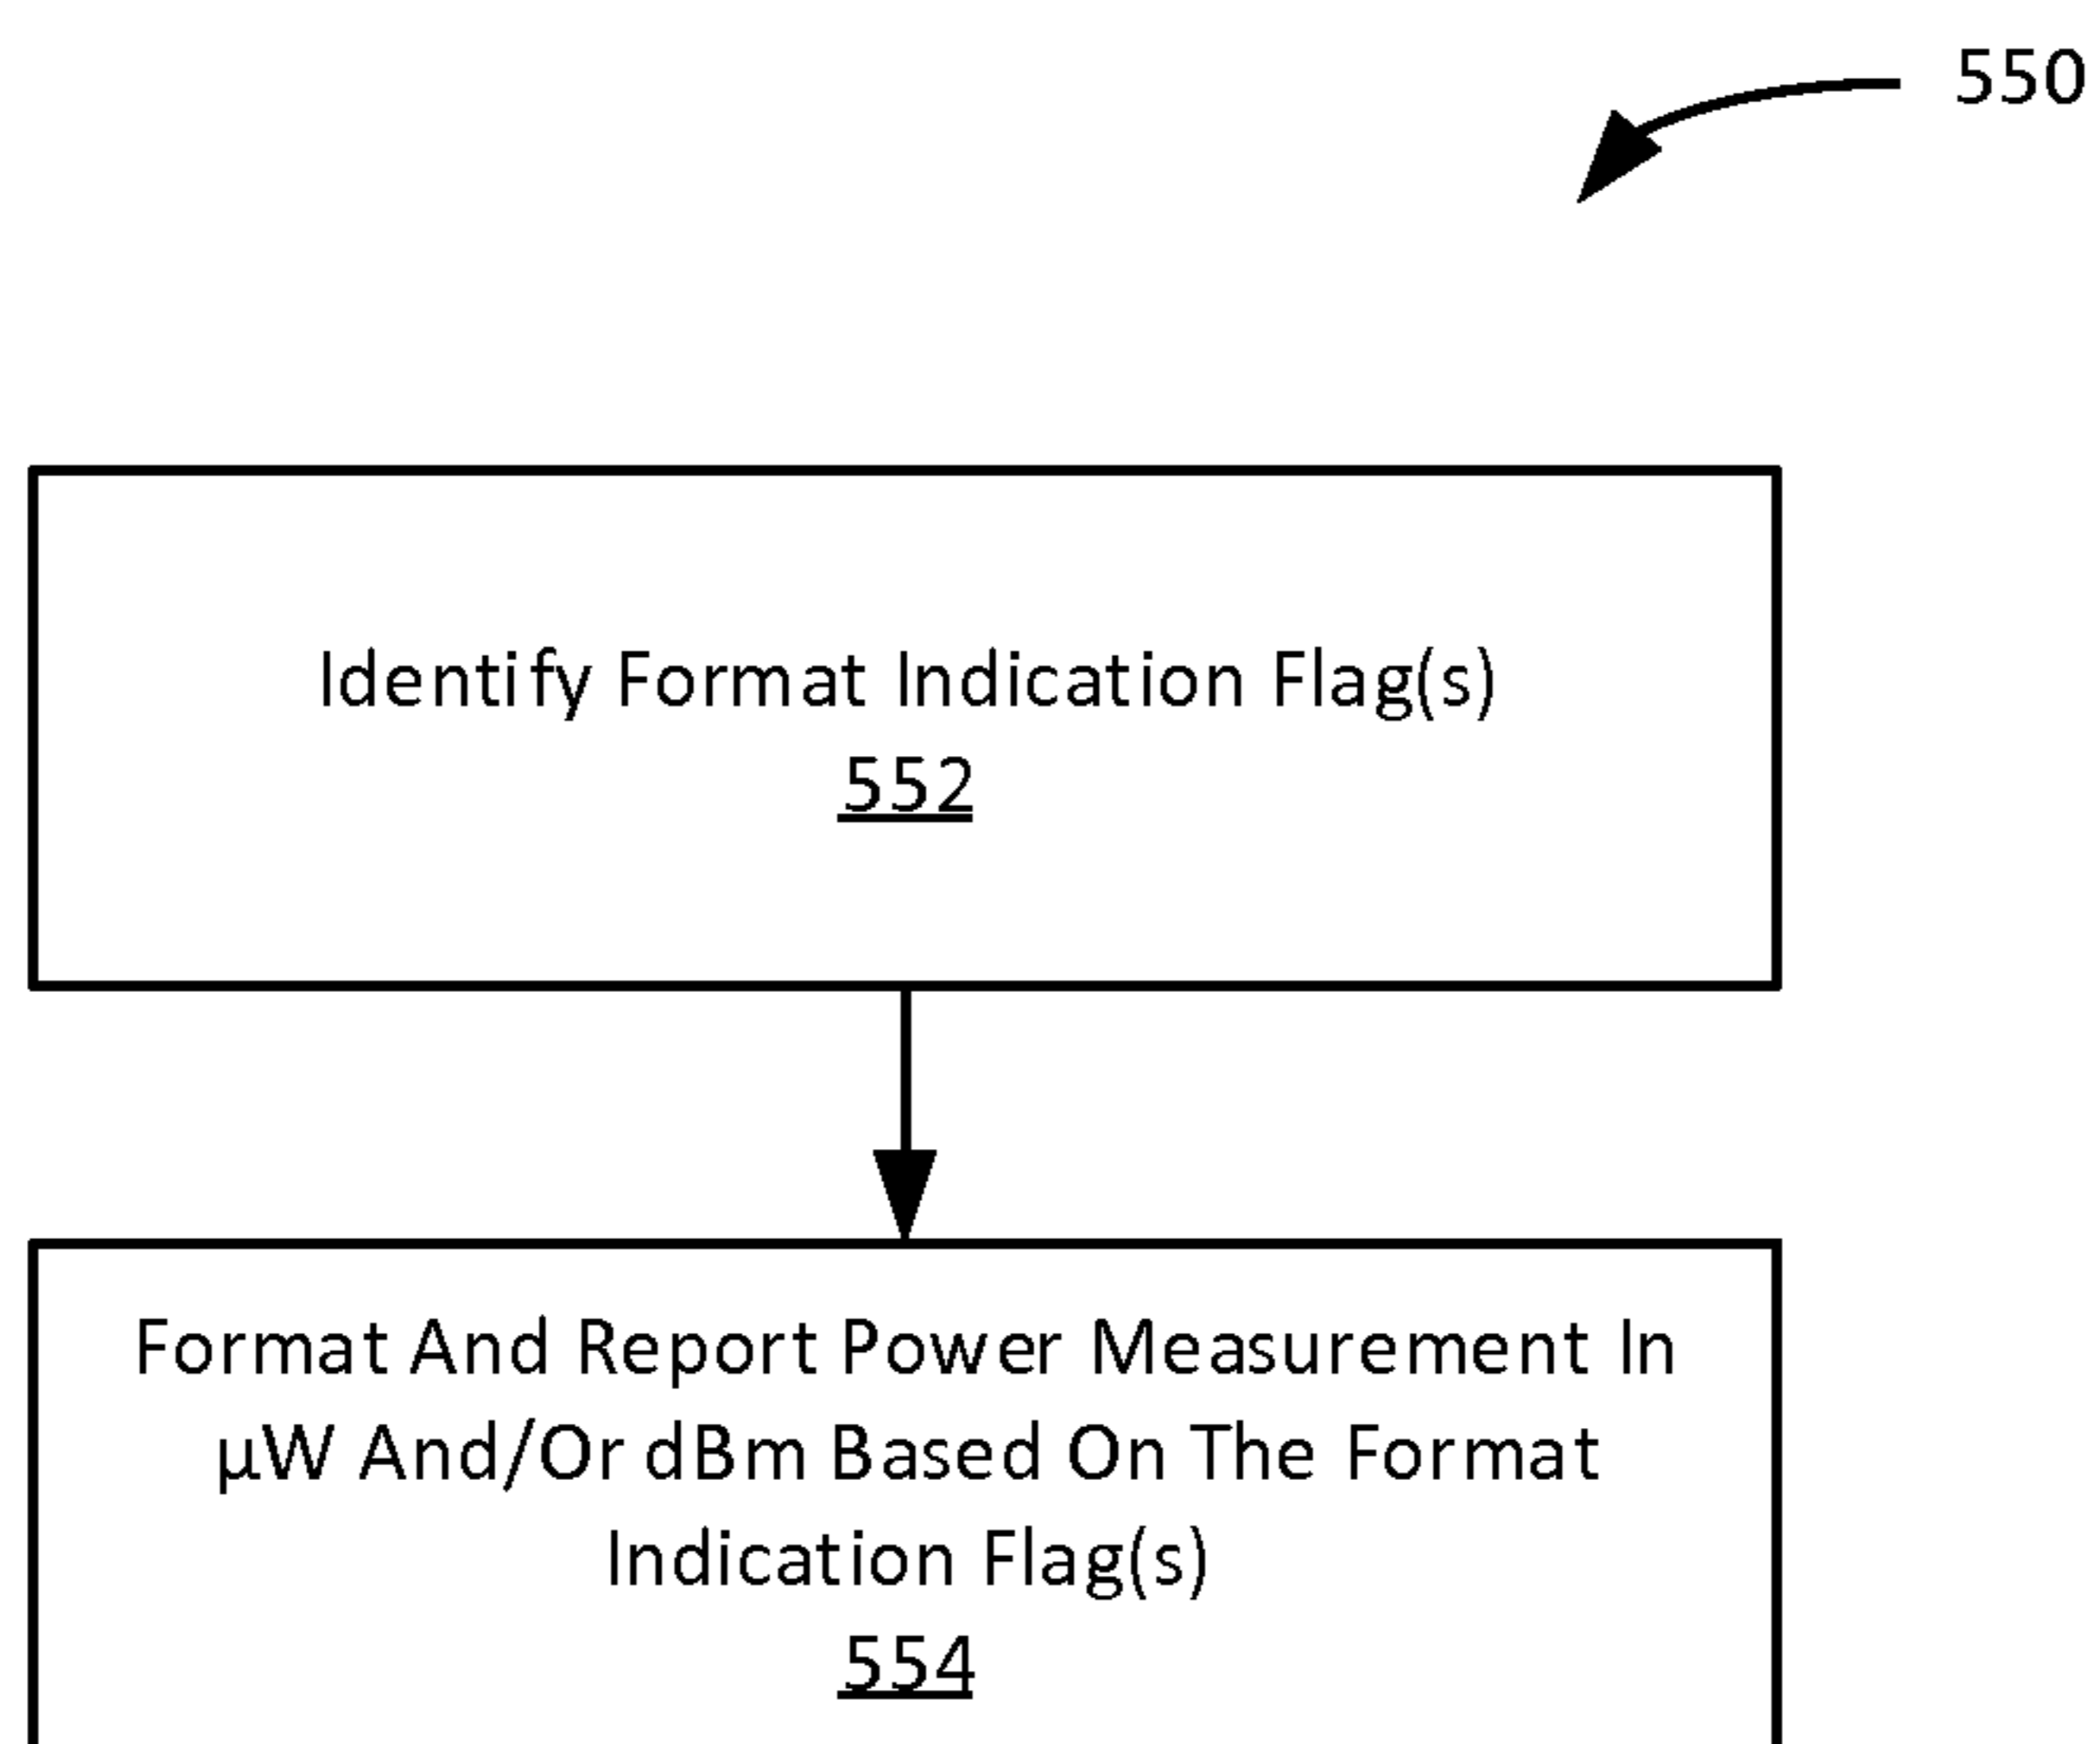 550
Identify Format Indication Flag(s)
552
Format And Report Power Measurement In
µW And/Or dBm Based On The Format
Indication Flag(s)
554